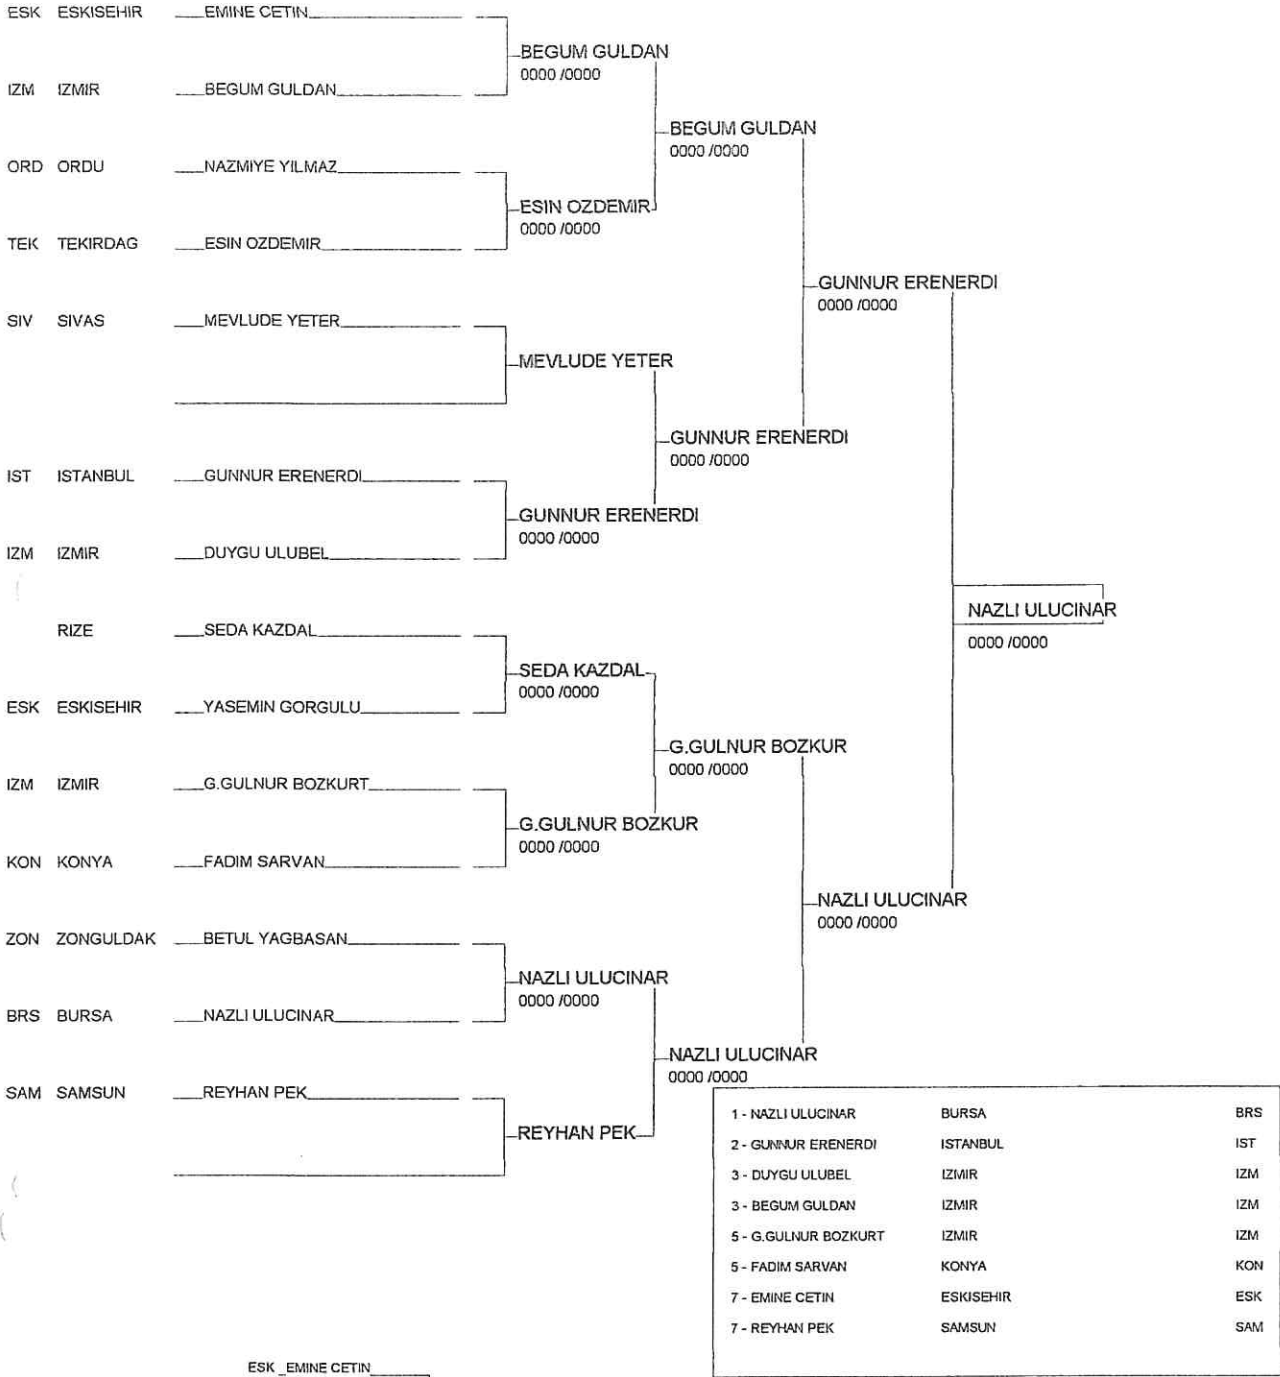 ESK ESKISEHIR EMINE CETIN
BEGUM GULDAN
0000 /0000
IZM IZMIR BEGUM GULDAN
BEGUM GULDAN
0000 /0000
ORD ORDU NAZMIYE YILMAZ
ESIN OZDEMIR
0000 /0000
TEK TEKIRDAG ESIN OZDEMIR
GUNNUR ERENERDI
0000 /0000
SIV SIVAS MEVLUDE YETER
MEVLUDE YETER
GUNNUR ERENERDI
0000 /0000
IST ISTANBUL GUNNUR ERENERDI
GUNNUR ERENERDI
0000 /0000
IZM IZMIR DUYGU ULUBEL
NAZLI ULUCINAR
0000 /0000
RIZE SEDA KAZDAL
SEDA KAZDAL
0000 /0000
ESK ESKISEHIR YASEMIN GORGULU
G.GULNUR BOZKUR
0000 /0000
IZM IZMIR G.GULNUR BOZKURT
G.GULNUR BOZKUR
0000 /0000
KON KONYA FADIM SARVAN
NAZLI ULUCINAR
0000 /0000
ZON ZONGULDAK BETUL YAGBASAN
NAZLI ULUCINAR
0000 /0000
BRS BURSA NAZLI ULUCINAR
NAZLI ULUCINAR
0000 /0000
SAM SAMSUN REYHAN PEK
REYHAN PEK
1 - NAZLI ULUCINAR BURSA BRS
2 - GUNNUR ERENERDI ISTANBUL IST
3 - DUYGU ULUBEL IZMIR IZM
3 - BEGUM GULDAN IZMIR IZM
5 - G.GULNUR BOZKURT IZMIR IZM
5 - FADIM SARVAN KONYA KON
7 - EMINE CETIN ESKISEHIR ESK
7 - REYHAN PEK SAMSUN SAM
ESK EMINE CETIN